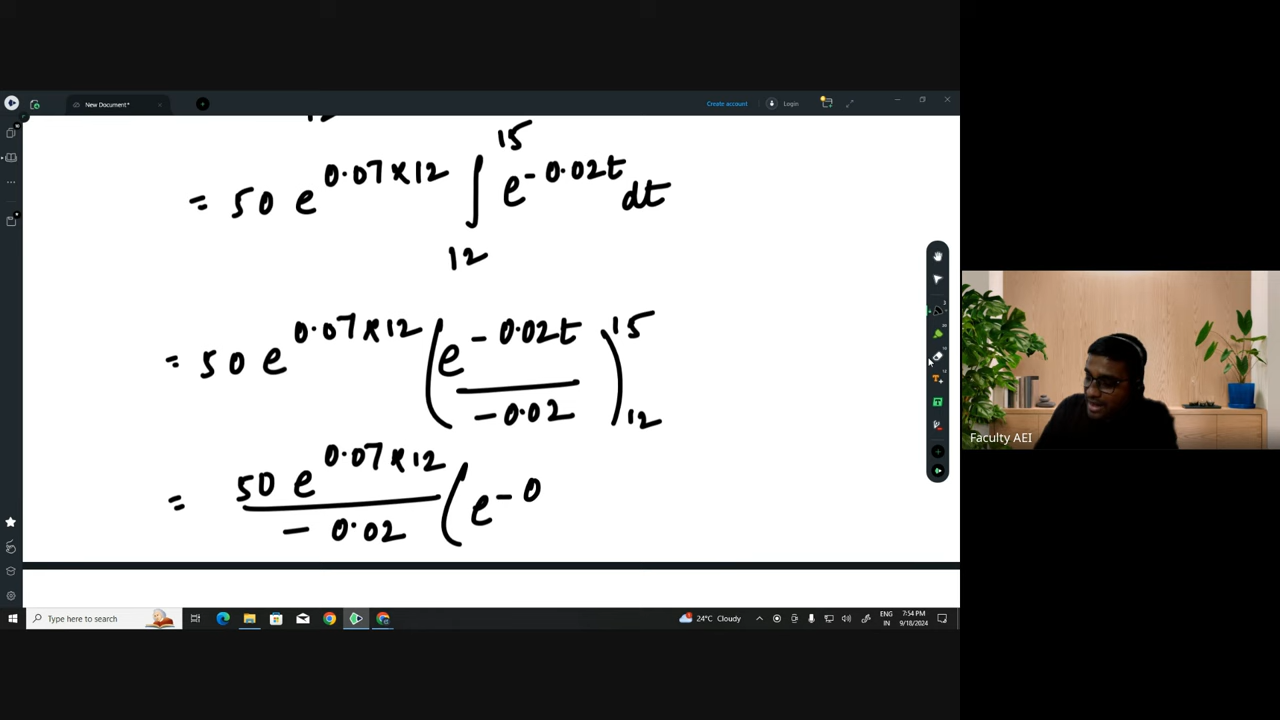 New Document*
Create account
Login
15
= 50 e^0.07×12 ∫ e^-0.02t dt
12
= 50 e^0.07×12 ( e^-0.02t / -0.02 ) 15
12
= 50 e^0.07×12 / -0.02 ( e^-0
Faculty AEI
Type here to search
24°C Cloudy
ENG
IN
7:54 PM
9/18/2024